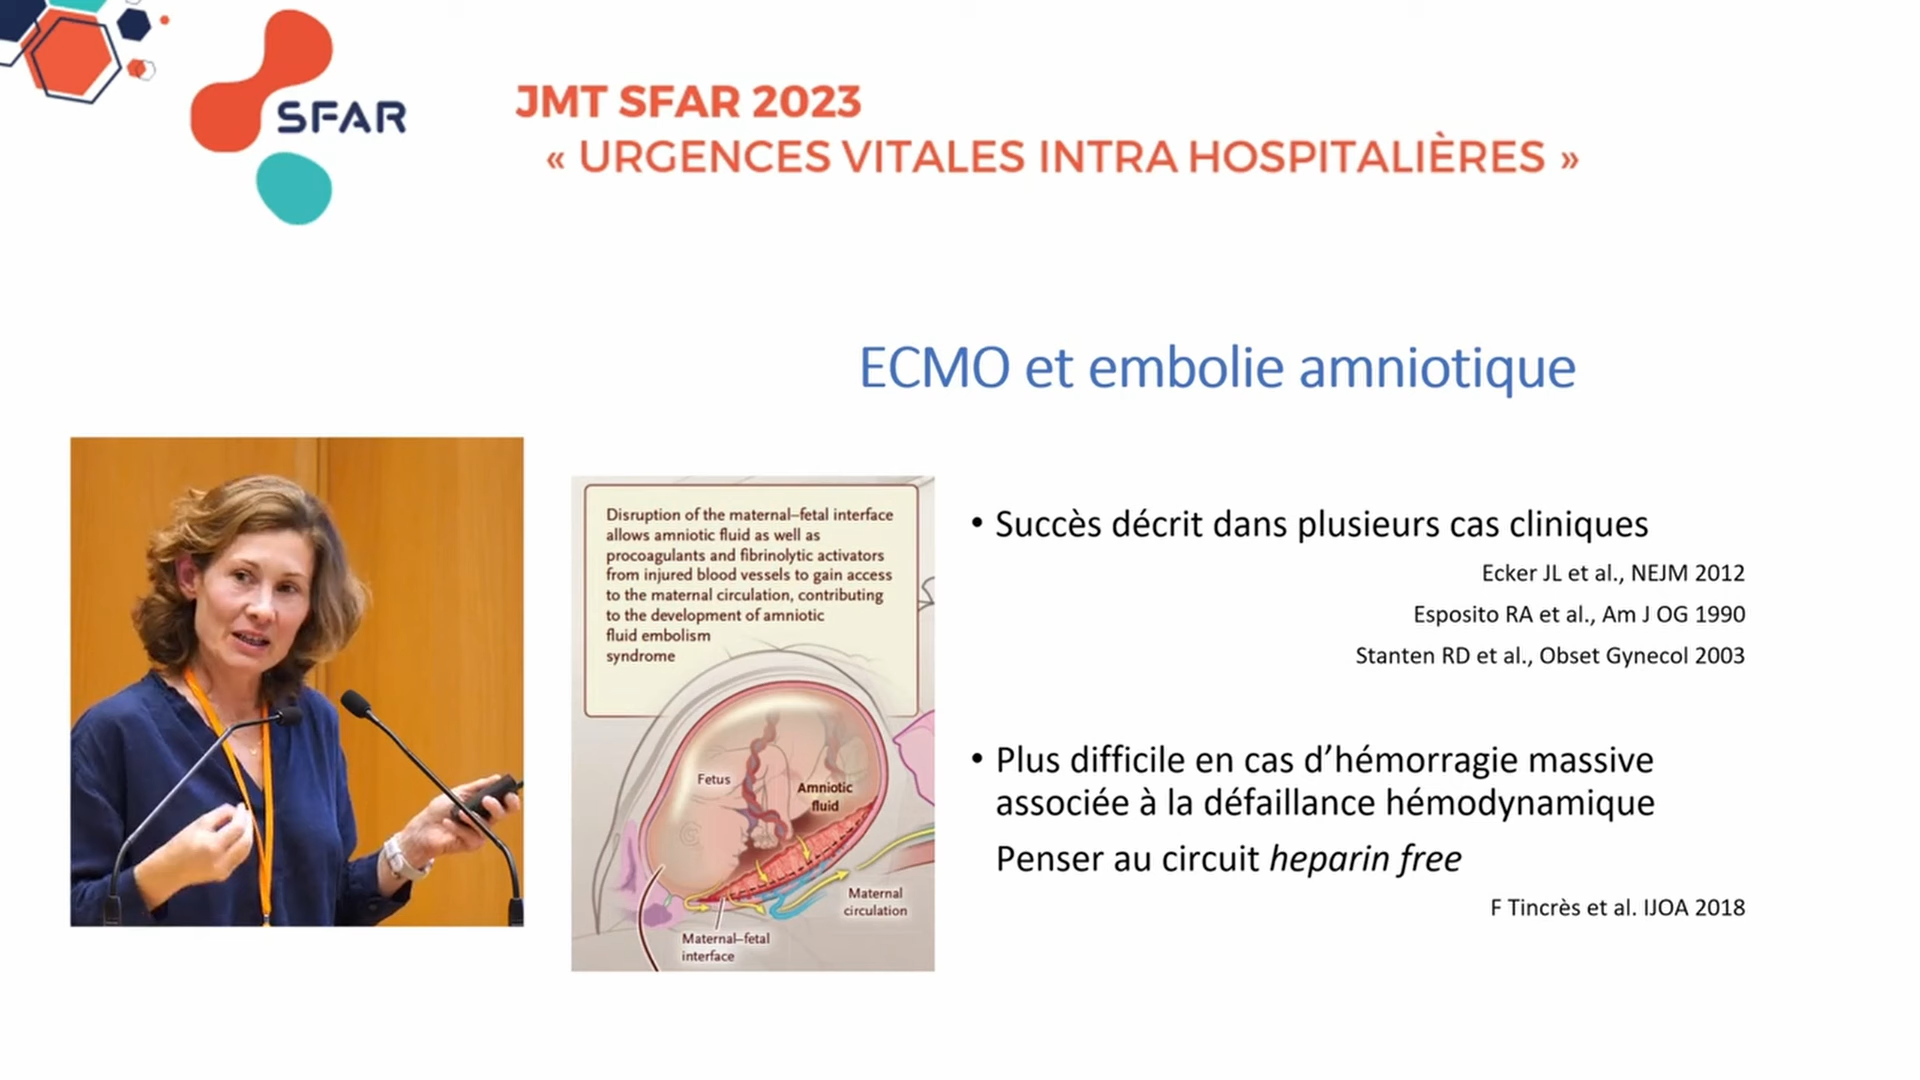 SFAR
JMT SFAR 2023
« URGENCES VITALES INTRA HOSPITALIÈRES »
ECMO et embolie amniotique
Disruption of the maternal–fetal interface
allows amniotic fluid as well as
procoagulants and fibrinolytic activators
from injured blood vessels to gain access
to the maternal circulation, contributing
to the development of amniotic
fluid embolism
syndrome
Fetus
Amniotic
fluid
Maternal
circulation
Maternal–fetal
interface
• Succès décrit dans plusieurs cas cliniques
Ecker JL et al., NEJM 2012
Esposito RA et al., Am J OG 1990
Stanten RD et al., Obset Gynecol 2003
• Plus difficile en cas d’hémorragie massive
associée à la défaillance hémodynamique
Penser au circuit heparin free
F Tincrès et al. IJOA 2018